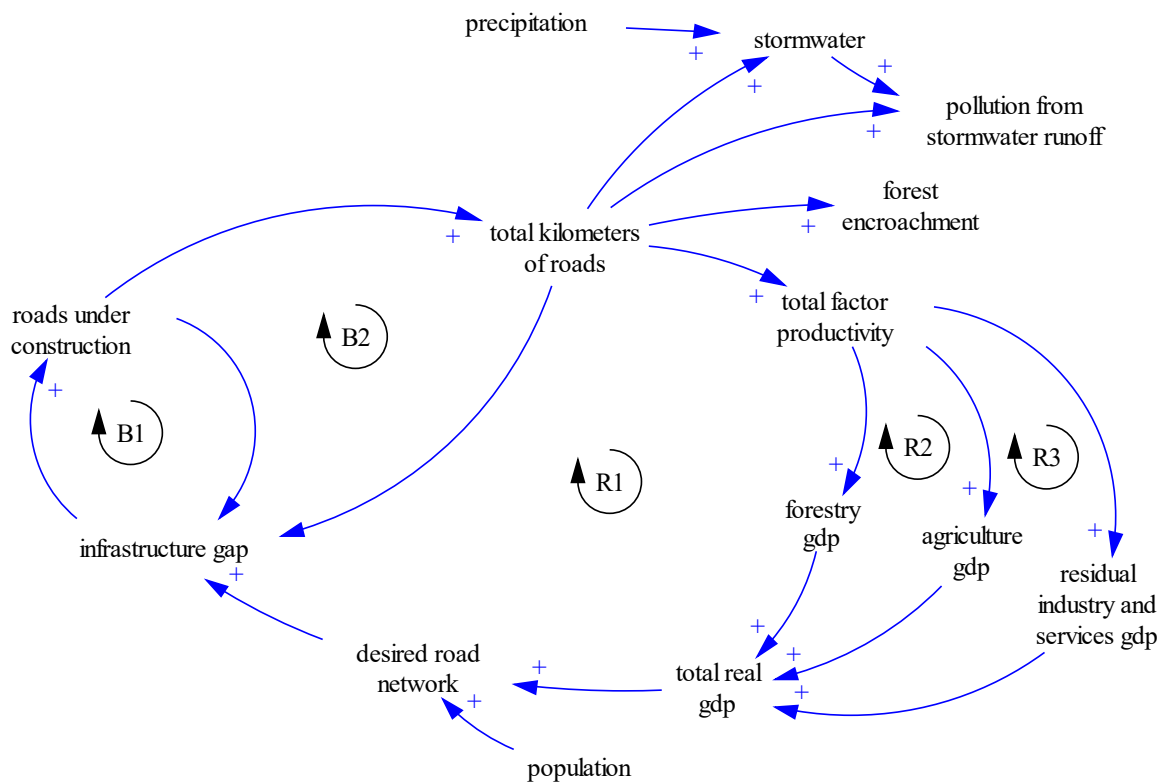 precipitation
+
stormwater
+
+
pollution from
stormwater runoff
+
forest
encroachment
+
total kilometers
of roads
+
+
total factor
productivity
roads under
construction
+
B2
B1
R1
R2
R3
+
+
+
forestry
gdp
agriculture
gdp
residual
industry and
services gdp
infrastructure gap
+
desired road
network
+
+
total real
gdp
+
+
+
population